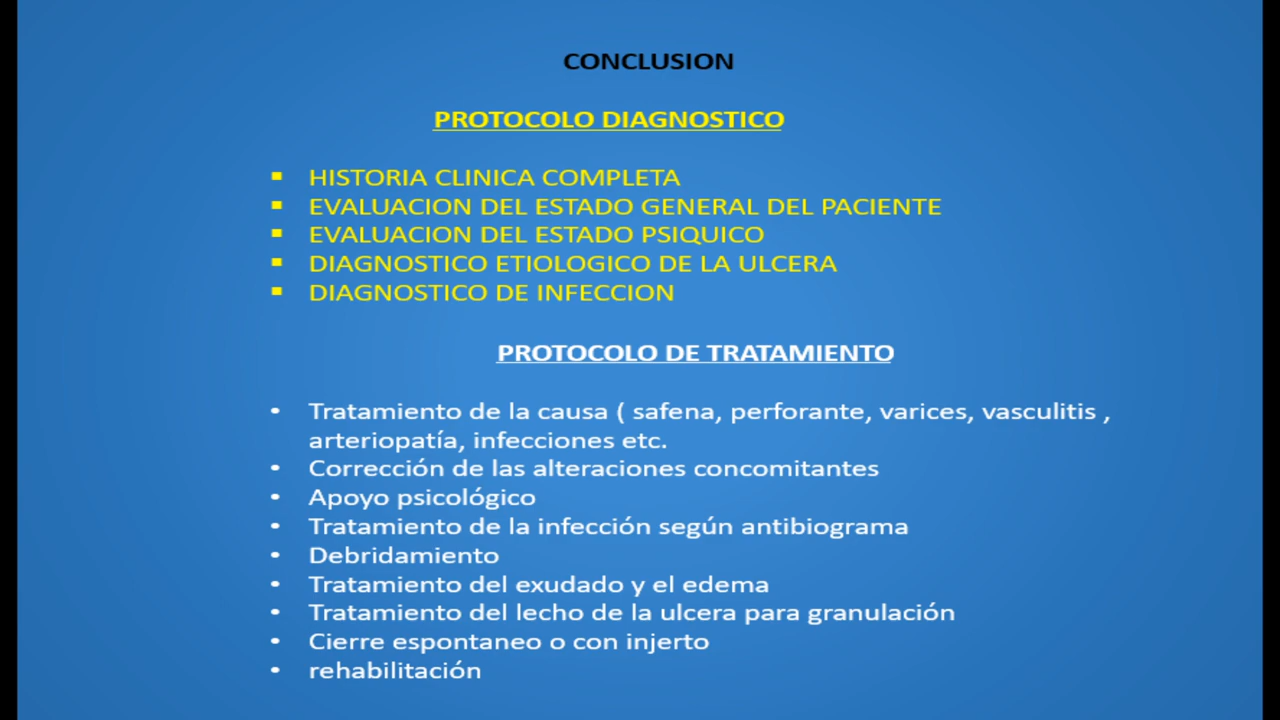 CONCLUSION
PROTOCOLO DIAGNOSTICO
▪ HISTORIA CLINICA COMPLETA
▪ EVALUACION DEL ESTADO GENERAL DEL PACIENTE
▪ EVALUACION DEL ESTADO PSIQUICO
▪ DIAGNOSTICO ETIOLOGICO DE LA ULCERA
▪ DIAGNOSTICO DE INFECCION
PROTOCOLO DE TRATAMIENTO
• Tratamiento de la causa ( safena, perforante, varices, vasculitis ,
arteriopatía, infecciones etc.
• Corrección de las alteraciones concomitantes
• Apoyo psicológico
• Tratamiento de la infección según antibiograma
• Debridamiento
• Tratamiento del exudado y el edema
• Tratamiento del lecho de la ulcera para granulación
• Cierre espontaneo o con injerto
• rehabilitación